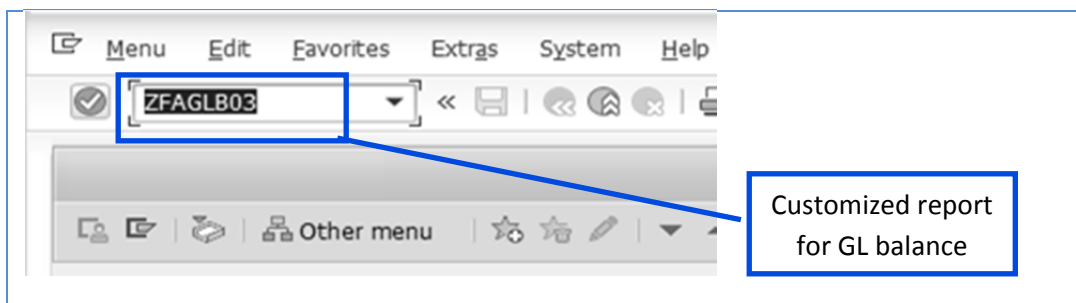 Menu Edit Favorites Extras System Help
ZFAGLB03
Other menu
Customized report
for GL balance